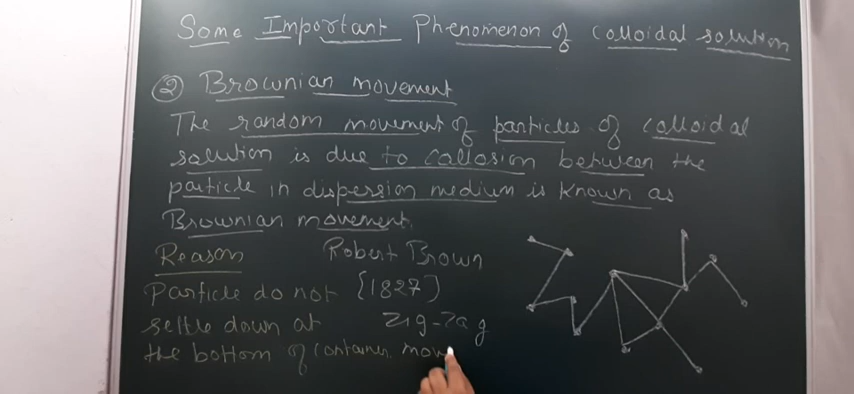 Some Important Phenomenon of colloidal solution
② Brownian movement
The random movement of particles of colloidal
solution is due to collosion between the
particle in dispersion medium is known as
Brownian movement.
Reason
Robert Brown
Particle do not
{1827}
settle down at
zig-zag
the bottom of container.
mov